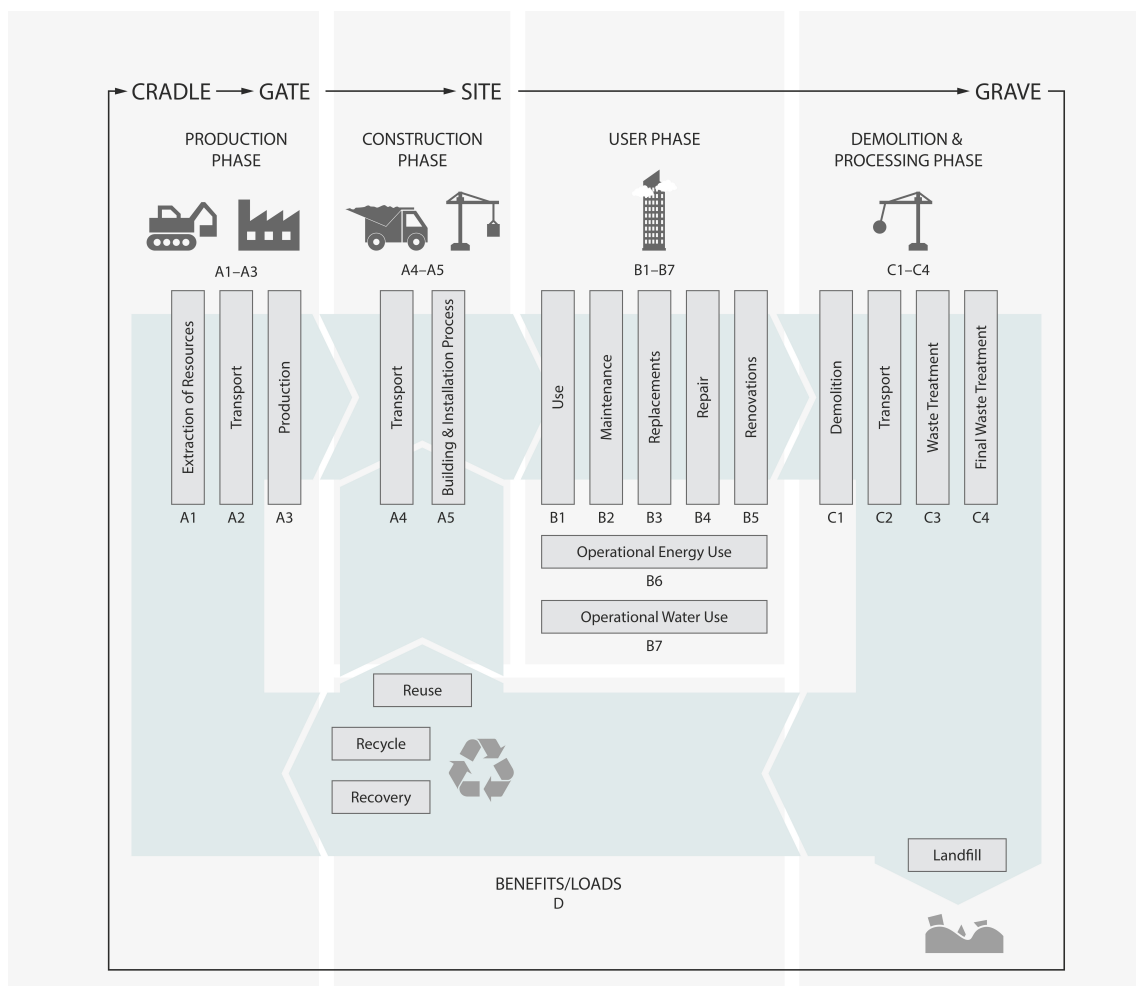 CRADLE
GATE
SITE
GRAVE
PRODUCTION
PHASE
CONSTRUCTION
PHASE
USER PHASE
DEMOLITION &
PROCESSING PHASE
A1–A3
A4–A5
B1–B7
C1–C4
Extraction of Resources
Transport
Production
Transport
Building & Installation Process
Use
Maintenance
Replacements
Repair
Renovations
Demolition
Transport
Waste Treatment
Final Waste Treatment
A1
A2
A3
A4
A5
B1
B2
B3
B4
B5
C1
C2
C3
C4
Operational Energy Use
B6
Operational Water Use
B7
Reuse
Recycle
Recovery
Landfill
BENEFITS/LOADS
D